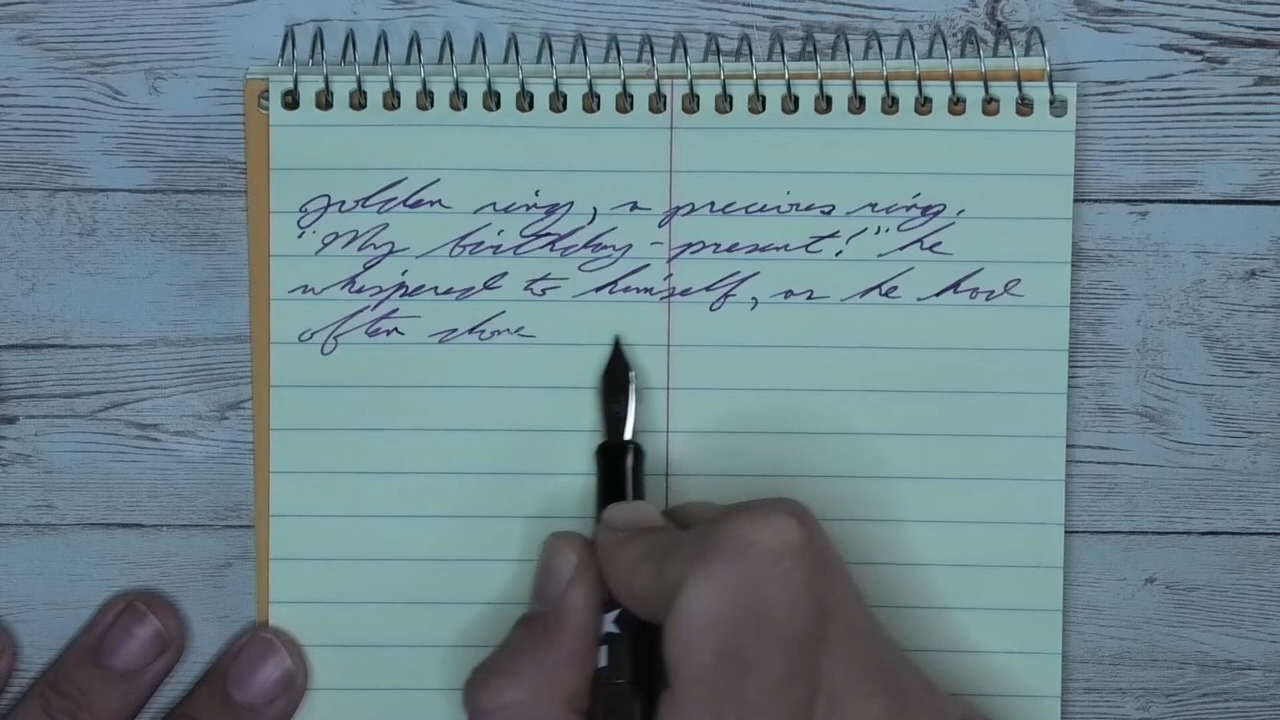 golden ring, a precious ring.
"My birthday-present!" he
whispered to himself, as he had
often done